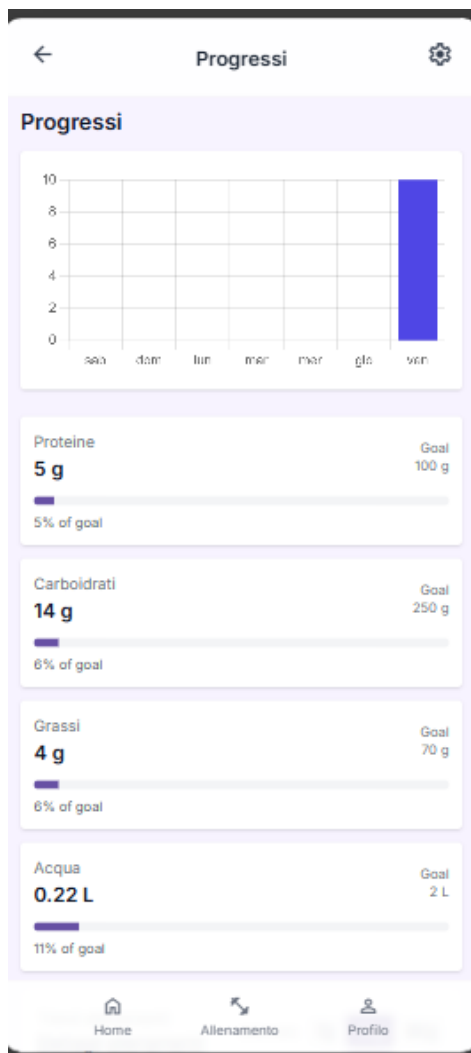 Progressi
Progressi
10
8
6
4
2
0
sab dom lun mar mer gio ven
Proteine
Goal
5 g
100 g
5% of goal
Carboidrati
Goal
14 g
250 g
6% of goal
Grassi
Goal
4 g
70 g
6% of goal
Acqua
Goal
0.22 L
2 L
11% of goal
Home Allenamento Profilo